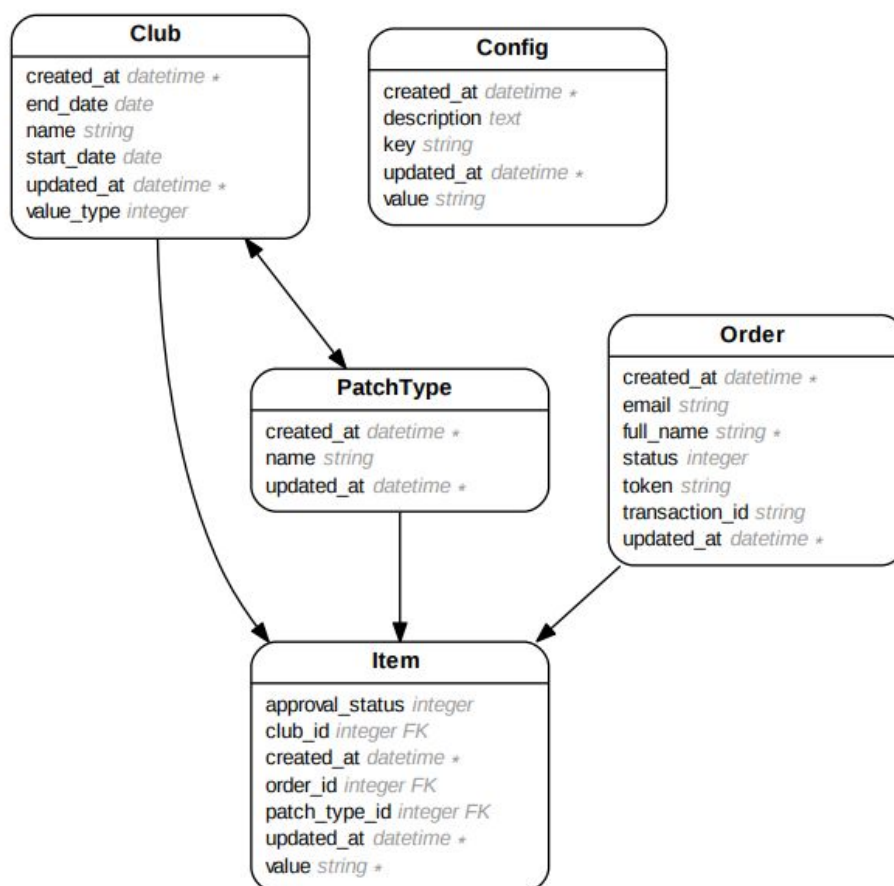 Club
created_at datetime *
end_date date
name string
start_date date
updated_at datetime *
value_type integer
Config
created_at datetime *
description text
key string
updated_at datetime *
value string
PatchType
created_at datetime *
name string
updated_at datetime *
Order
created_at datetime *
email string
full_name string *
status integer
token string
transaction_id string
updated_at datetime *
Item
approval_status integer
club_id integer FK
created_at datetime *
order_id integer FK
patch_type_id integer FK
updated_at datetime *
value string *